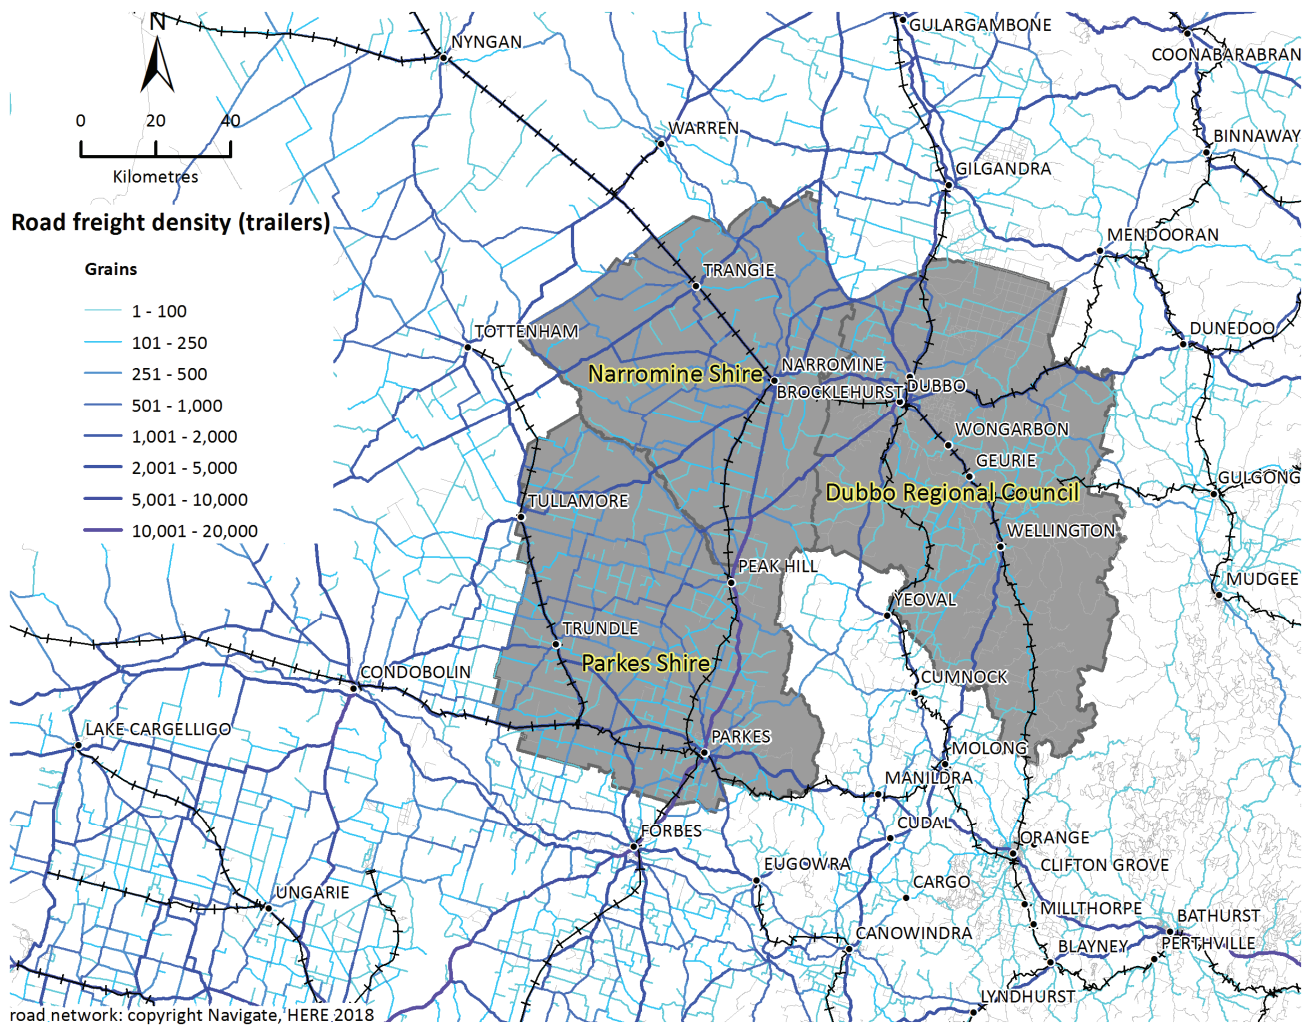 N
NYNGAN
GULARGAMBONE
COONABARABRAN
0 20 40
Kilometres
WARREN
BINNAWAY
GILGANDRA
Road freight density (trailers)
MENDOORAN
Grains
TRANGIE
1 - 100
101 - 250
251 - 500
501 - 1,000
1,001 - 2,000
2,001 - 5,000
5,001 - 10,000
10,001 - 20,000
TOTTENHAM
DUNEDOO
NARROMINE
Narromine Shire
BROCKLEHURST
DUBBO
WONGARBON
GEURIE
GULGONG
Dubbo Regional Council
TULLAMORE
WELLINGTON
PEAK HILL
MUDGEE
YEOVAL
TRUNDLE
Parkes Shire
CONDOBOLIN
CUMNOCK
LAKE CARGELLIGO
PARKES
MOLONG
MANILDRA
CUDAL
FORBES
ORANGE
EUGOWRA
CLIFTON GROVE
CARGO
UNGARIE
MILLTHORPE
BATHURST
CANOWINDRA
BLAYNEY
PERTHVILLE
LYNDHURST
road network: copyright Navigate, HERE 2018